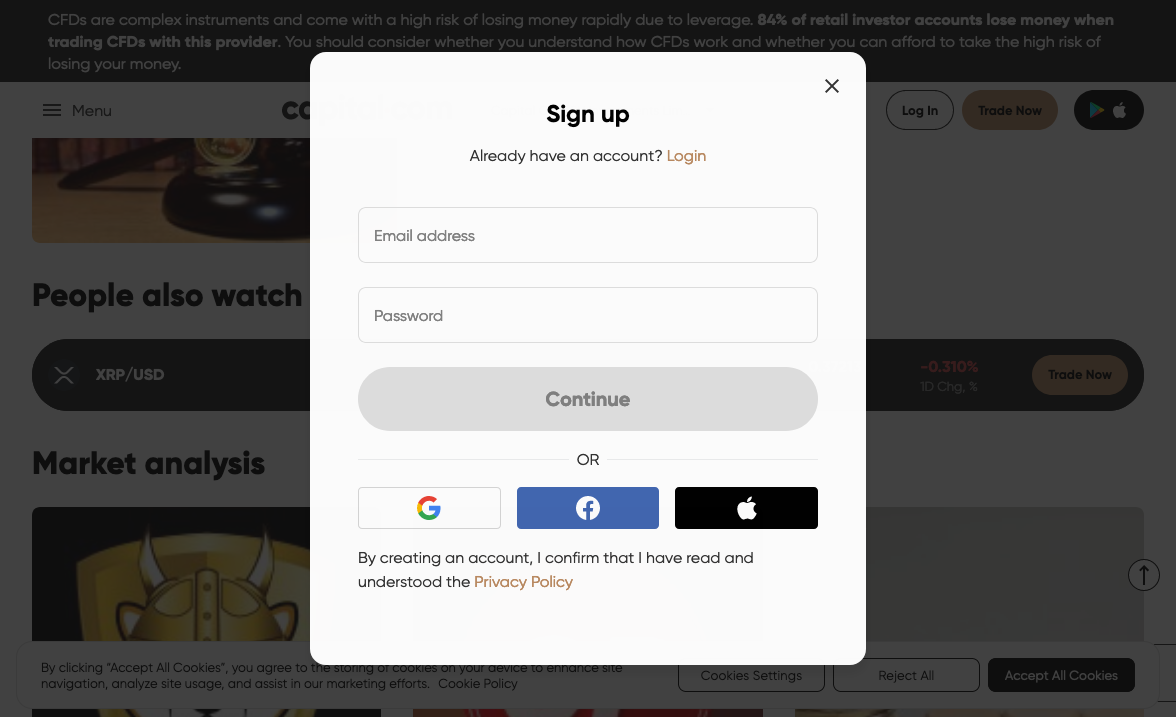 CFDs are complex instruments and come with a high risk of losing money rapidly due to leverage. 84% of retail investor accounts lose money when
trading CFDs with this provider. You should consider whether you understand how CFDs work and whether you can afford to take the high risk of
losing your money.
Menu
Log In
Trade Now
Sign up
Already have an account? Login
Email address
Password
Continue
OR
By creating an account, I confirm that I have read and
understood the Privacy Policy
People also watch
XRP/USD
-0.310%
1D Chg, %
Trade Now
Market analysis
By clicking “Accept All Cookies”, you agree to the storing of cookies on your device to enhance site
navigation, analyze site usage, and assist in our marketing efforts. Cookie Policy
Cookies Settings
Reject All
Accept All Cookies